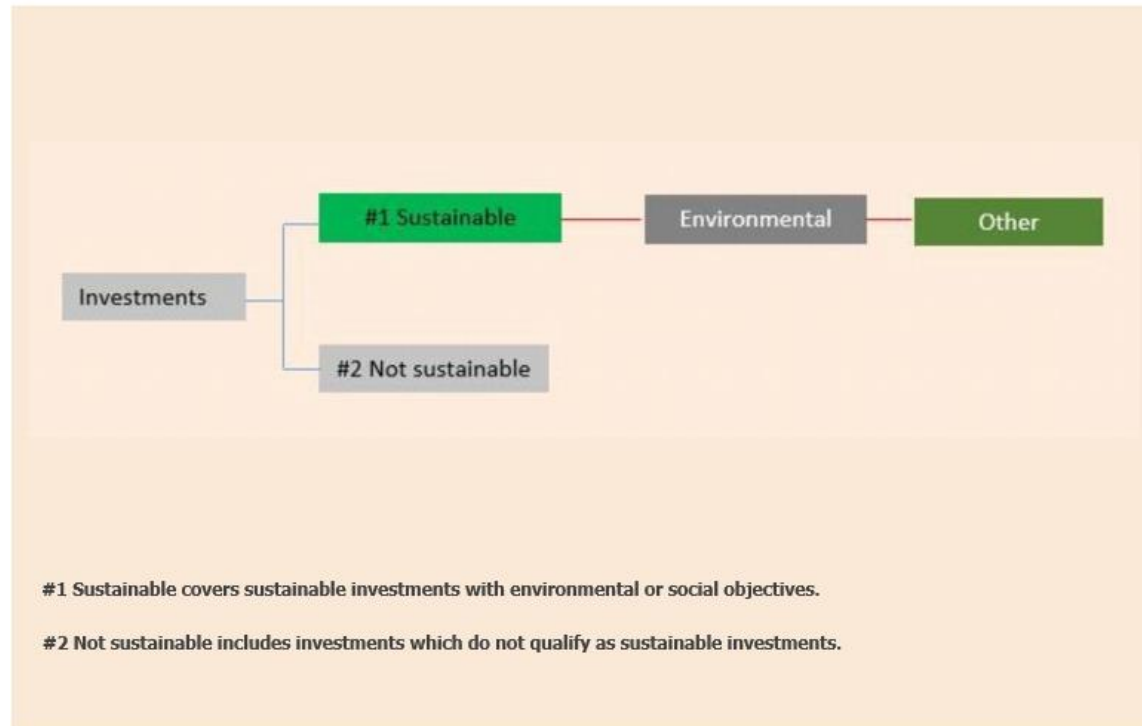 #1 Sustainable
Environmental
Other
Investments
#2 Not sustainable
#1 Sustainable covers sustainable investments with environmental or social objectives.
#2 Not sustainable includes investments which do not qualify as sustainable investments.